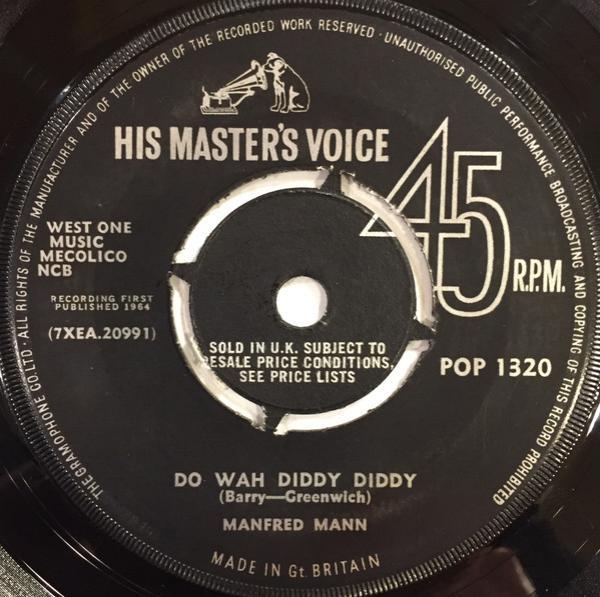 THE GRAMOPHONE CO. LTD · ALL RIGHTS OF THE MANUFACTURER AND OF THE OWNER OF THE RECORDED WORK RESERVED · UNAUTHORISED PUBLIC PERFORMANCE BROADCASTING AND COPYING OF THIS RECORD PROHIBITED
HIS MASTER'S VOICE
45
R.P.M.
WEST ONE
MUSIC
MECOLICO
NCB
RECORDING FIRST
PUBLISHED 1964
(7XEA.20991)
SOLD IN U.K. SUBJECT TO
RESALE PRICE CONDITIONS,
SEE PRICE LISTS
POP 1320
DO WAH DIDDY DIDDY
(Barry—Greenwich)
MANFRED MANN
MADE IN Gt. BRITAIN